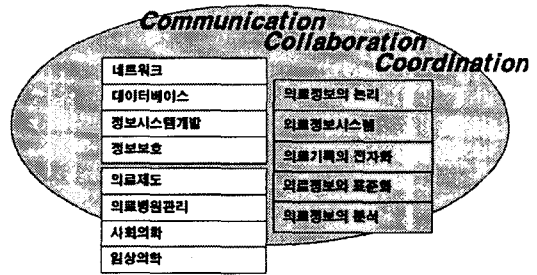 Communication
Collaboration
Coordination
네트워크
데이터베이스
정보시스템개발
정보보호
의료제도
의료병원관리
사회의학
임상의학
의료정보의 논리
의료정보시스템
의료기록의 전자화
의료정보의 표준화
의료정보의 분석